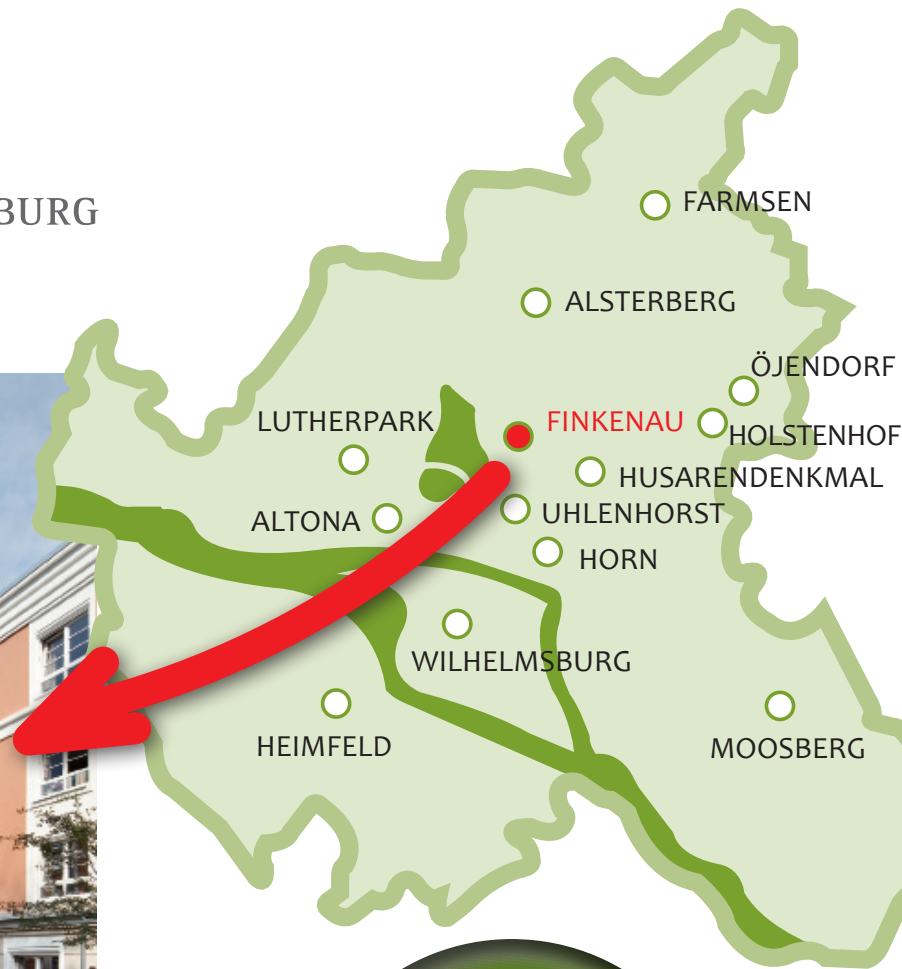 BURG
FARMSEN
ALSTERBERG
ÖJENDORF
LUTHERPARK
FINKENAU
HOLSTENHOF
HUSARENDENKMAL
ALTONA
UHLENHORST
HORN
WILHELMSBURG
HEIMFELD
MOOSBERG